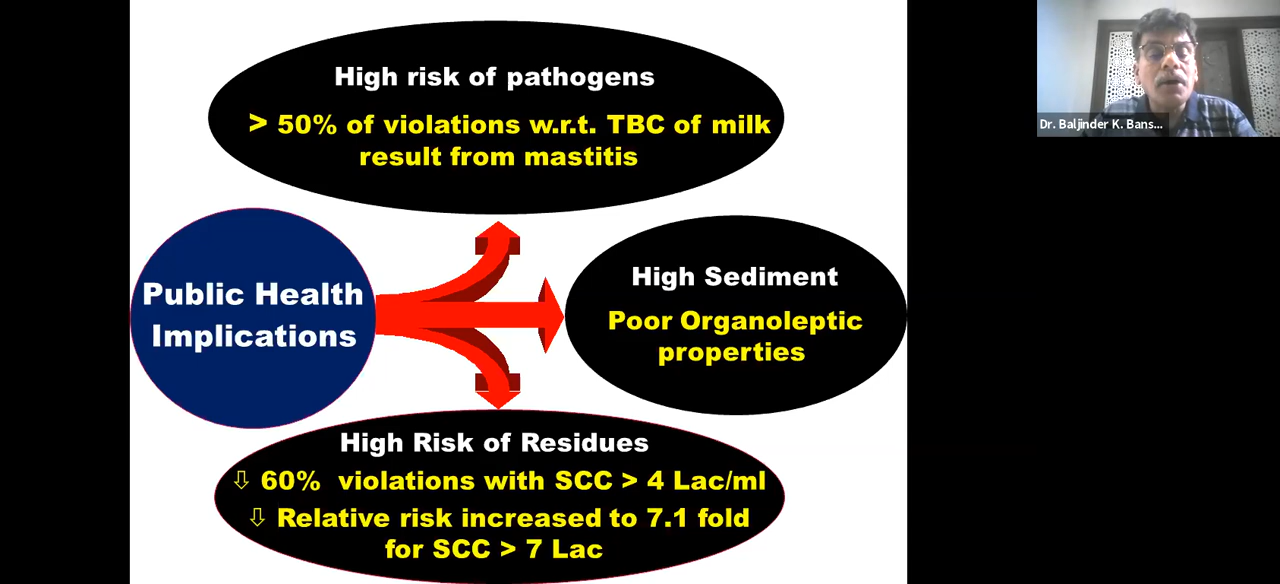 High risk of pathogens
> 50% of violations w.r.t. TBC of milk
result from mastitis
Public Health
Implications
High Sediment
Poor Organoleptic
properties
High Risk of Residues
⇩ 60% violations with SCC > 4 Lac/ml
⇩ Relative risk increased to 7.1 fold
for SCC > 7 Lac
Dr. Baljinder K. Bans...